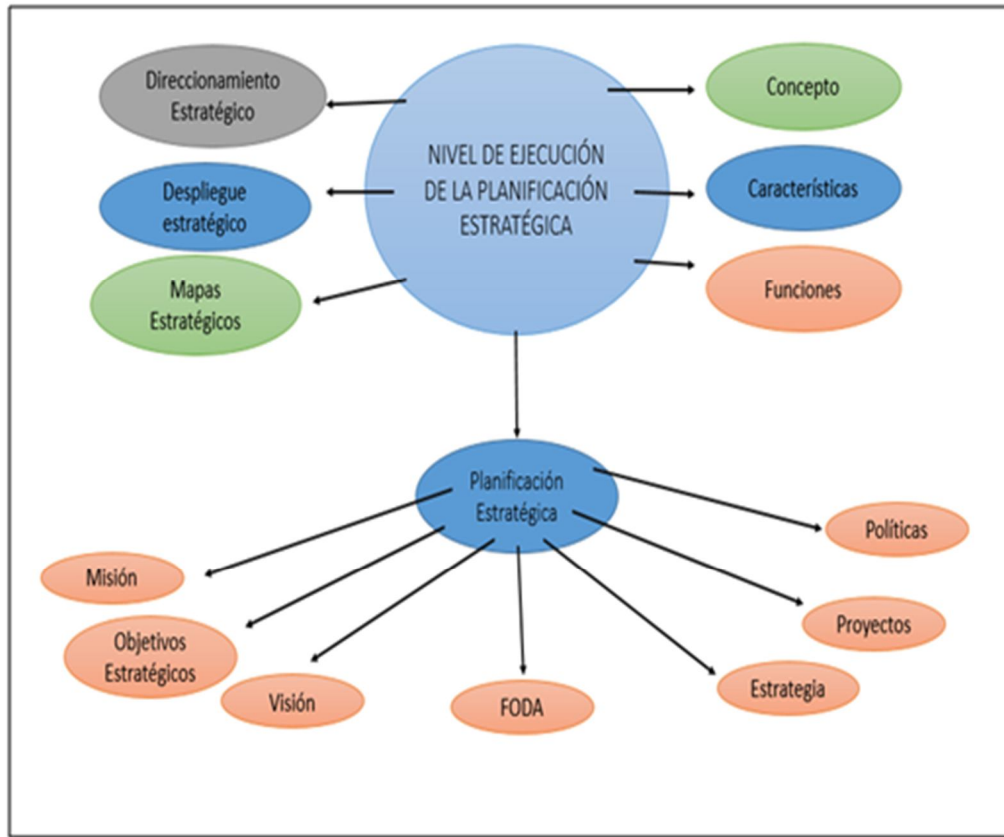 Direccionamiento
Estratégico
Despliegue
estratégico
Mapas
Estratégicos
NIVEL DE EJECUCIÓN
DE LA PLANIFICACIÓN
ESTRATÉGICA
Concepto
Características
Funciones
Planificación
Estratégica
Misión
Objetivos
Estratégicos
Visión
FODA
Estrategia
Proyectos
Políticas